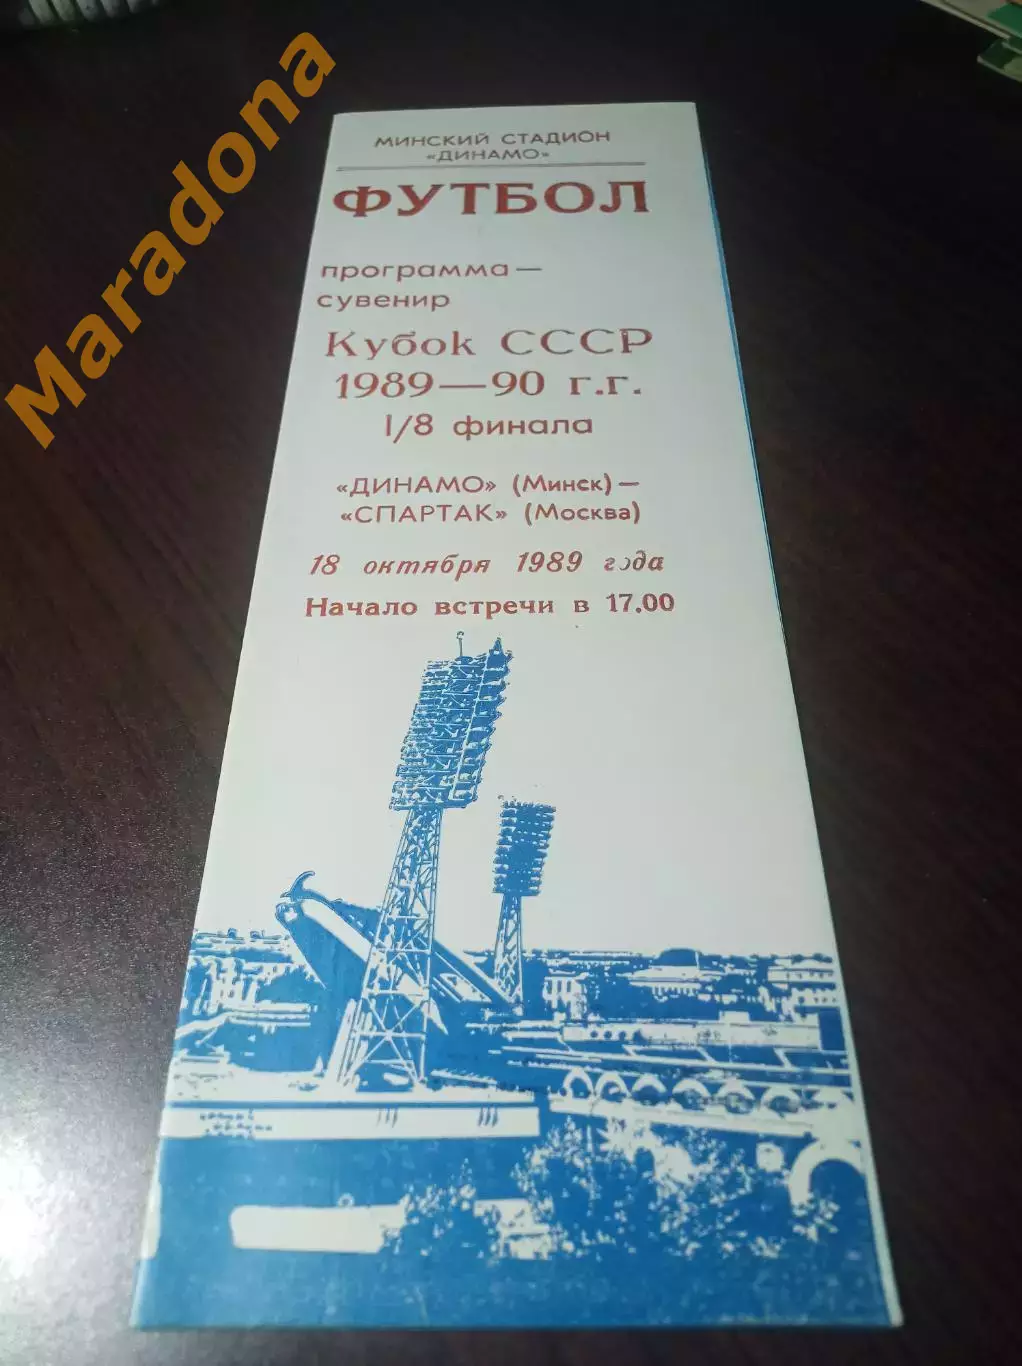 Maradona
МИНСКИЙ СТАДИОН
«ДИНАМО»
ФУТБОЛ
программа —
сувенир
Кубок СССР
1989—90 г.г.
1/8 финала
«ДИНАМО» (Минск) —
«СПАРТАК» (Москва)
18 октября 1989 года
Начало встречи в 17.00